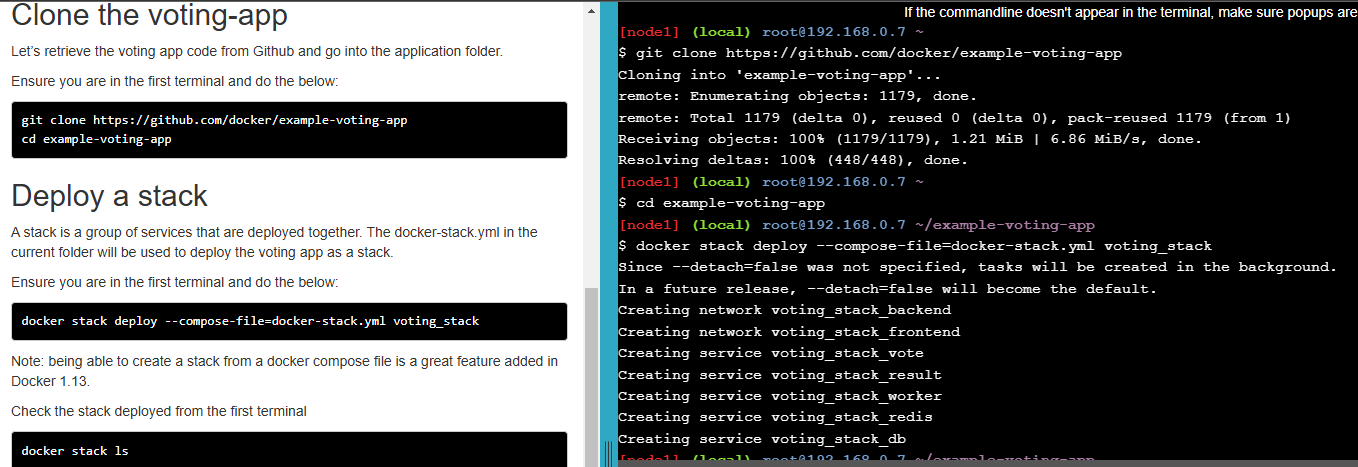 Clone the voting-app
Let's retrieve the voting app code from Github and go into the application folder.
Ensure you are in the first terminal and do the below:
git clone https://github.com/docker/example-voting-app
cd example-voting-app
Deploy a stack
A stack is a group of services that are deployed together. The docker-stack.yml in the
current folder will be used to deploy the voting app as a stack.
Ensure you are in the first terminal and do the below:
docker stack deploy --compose-file=docker-stack.yml voting_stack
Note: being able to create a stack from a docker compose file is a great feature added in
Docker 1.13.
Check the stack deployed from the first terminal
docker stack ls
If the commandline doesn't appear in the terminal, make sure popups are
[node1] (local) root@192.168.0.7 ~
$ git clone https://github.com/docker/example-voting-app
Cloning into 'example-voting-app'...
remote: Enumerating objects: 1179, done.
remote: Total 1179 (delta 0), reused 0 (delta 0), pack-reused 1179 (from 1)
Receiving objects: 100% (1179/1179), 1.21 MiB | 6.86 MiB/s, done.
Resolving deltas: 100% (448/448), done.
[node1] (local) root@192.168.0.7 ~
$ cd example-voting-app
[node1] (local) root@192.168.0.7 ~/example-voting-app
$ docker stack deploy --compose-file=docker-stack.yml voting_stack
Since --detach=false was not specified, tasks will be created in the background.
In a future release, --detach=false will become the default.
Creating network voting_stack_backend
Creating network voting_stack_frontend
Creating service voting_stack_vote
Creating service voting_stack_result
Creating service voting_stack_worker
Creating service voting_stack_redis
Creating service voting_stack_db
[node1] (local) root@192.168.0.7 ~/example-voting-app